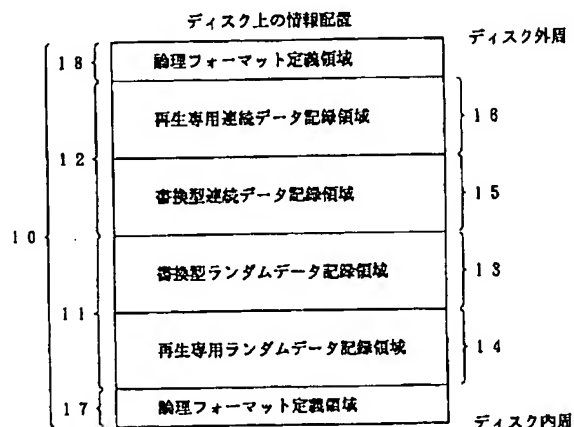 ディスク上の情報配置
ディスク外周
18
論理フォーマット定義領域
再生専用連続データ記録領域
16
12
書換型連続データ記録領域
15
10
書換型ランダムデータ記録領域
13
11
再生専用ランダムデータ記録領域
14
17
論理フォーマット定義領域
ディスク内周